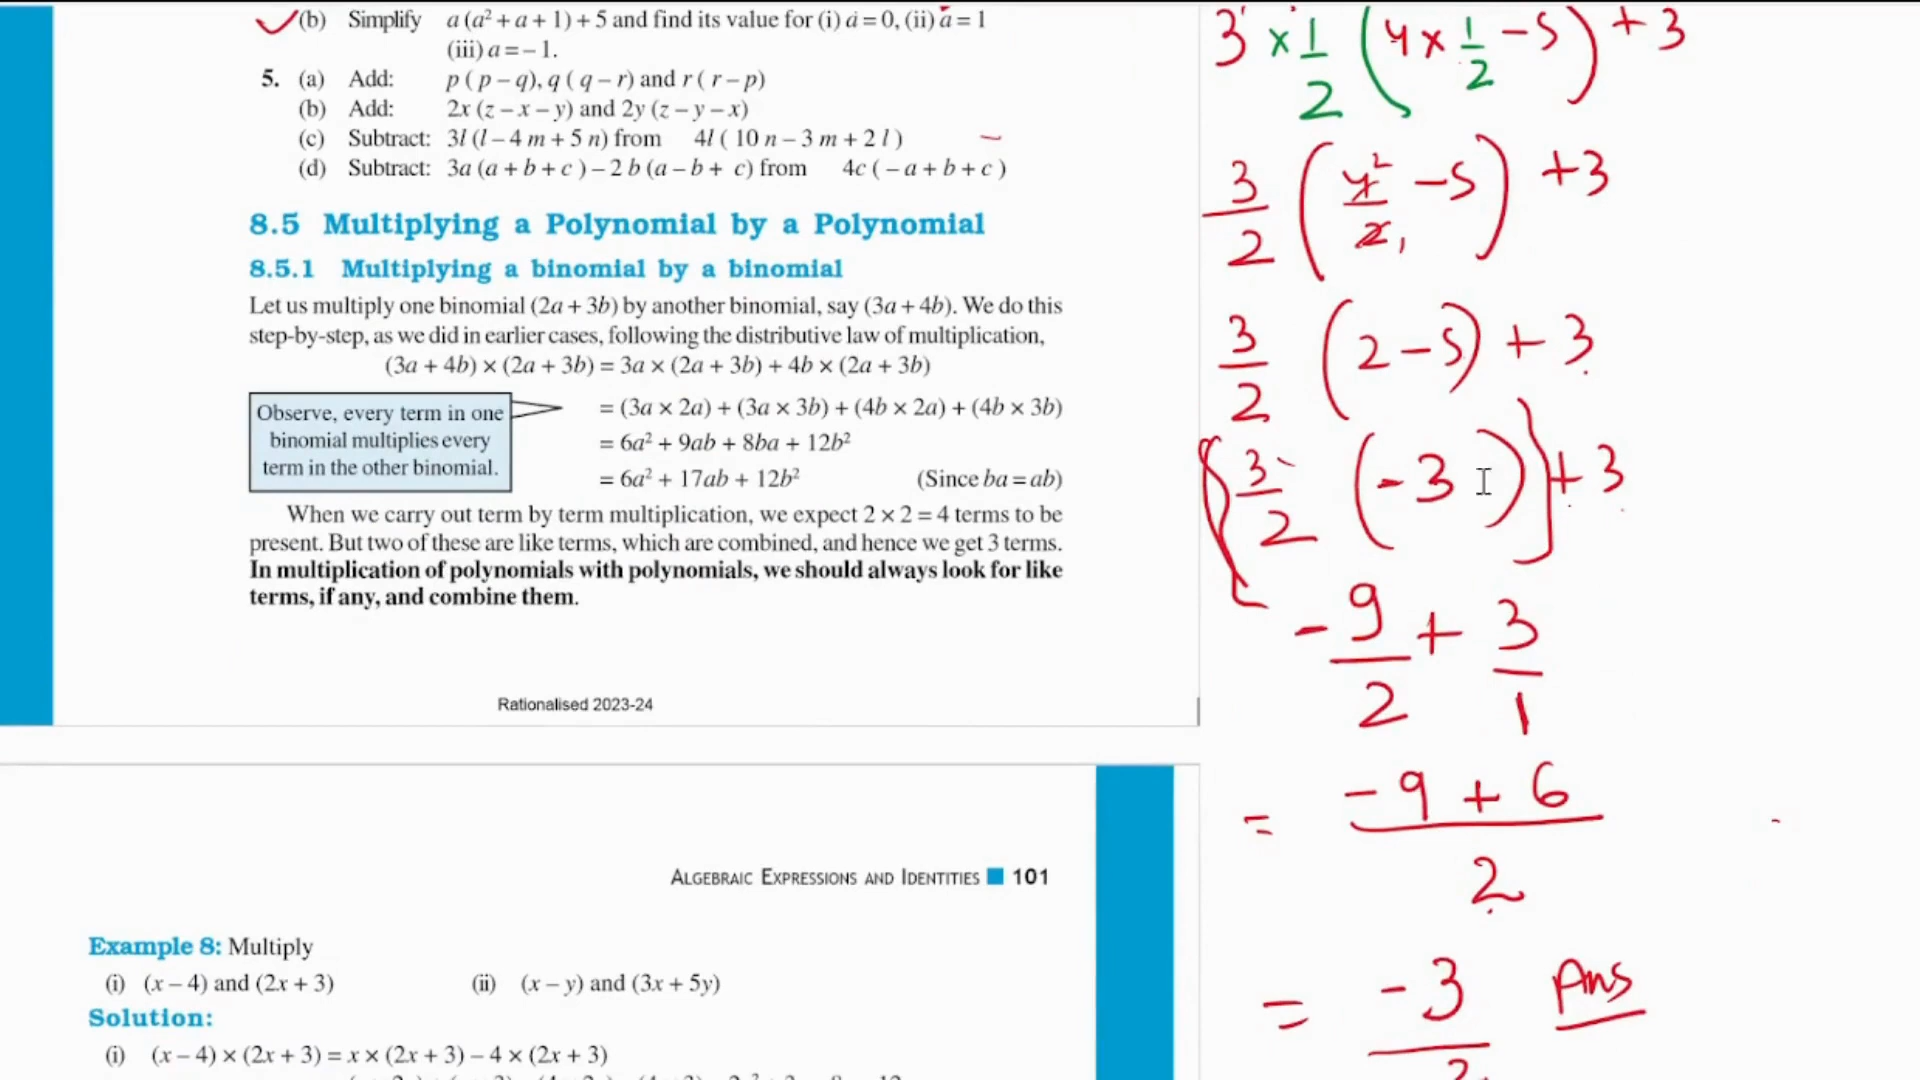 (b) Simplify a (a² + a + 1) + 5 and find its value for (i) a = 0, (ii) a = 1
(iii) a = – 1.
5. (a) Add: p ( p – q), q ( q – r) and r ( r – p)
(b) Add: 2x (z – x – y) and 2y (z – y – x)
(c) Subtract: 3l (l – 4 m + 5 n) from 4l ( 10 n – 3 m + 2 l )
(d) Subtract: 3a (a + b + c ) – 2 b (a – b + c) from 4c ( – a + b + c )
8.5 Multiplying a Polynomial by a Polynomial
8.5.1 Multiplying a binomial by a binomial
Let us multiply one binomial (2a + 3b) by another binomial, say (3a + 4b). We do this
step-by-step, as we did in earlier cases, following the distributive law of multiplication,
(3a + 4b) × (2a + 3b) = 3a × (2a + 3b) + 4b × (2a + 3b)
Observe, every term in one
binomial multiplies every
term in the other binomial.
= (3a × 2a) + (3a × 3b) + (4b × 2a) + (4b × 3b)
= 6a² + 9ab + 8ba + 12b²
= 6a² + 17ab + 12b² (Since ba = ab)
When we carry out term by term multiplication, we expect 2 × 2 = 4 terms to be
present. But two of these are like terms, which are combined, and hence we get 3 terms.
In multiplication of polynomials with polynomials, we should always look for like
terms, if any, and combine them.
Rationalised 2023-24
ALGEBRAIC EXPRESSIONS AND IDENTITIES 101
Example 8: Multiply
(i) (x – 4) and (2x + 3) (ii) (x – y) and (3x + 5y)
Solution:
(i) (x – 4) × (2x + 3) = x × (2x + 3) – 4 × (2x + 3)
3 × 1/2 (4 × 1/2 – 5) + 3
3/2 (4²/2₁ – 5) + 3
3/2 (2 – 5) + 3
{3/2 (–3)} + 3
–9/2 + 3/1
= –9 + 6 / 2
= –3/2 Ans